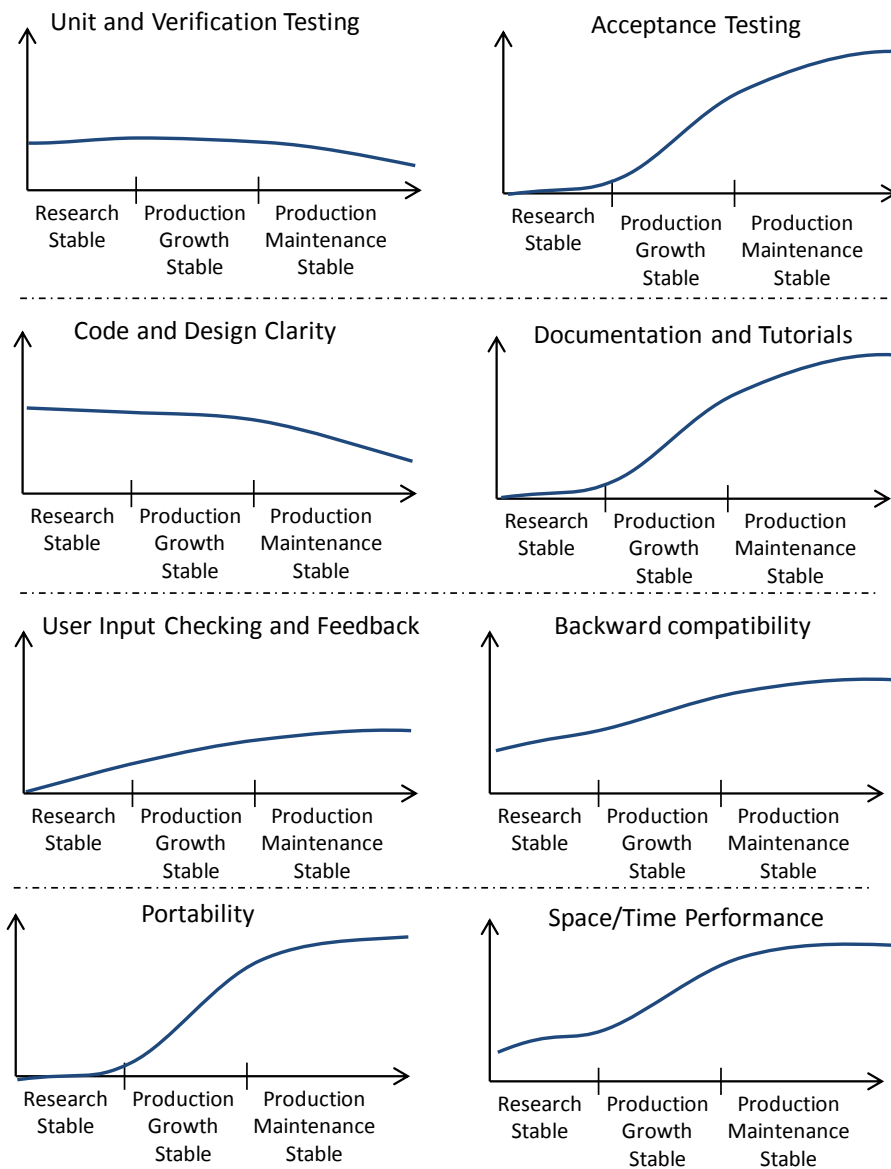 Unit and Verification Testing
Research
Stable
Production
Growth
Stable
Production
Maintenance
Stable
Acceptance Testing
Research
Stable
Production
Growth
Stable
Production
Maintenance
Stable
Code and Design Clarity
Research
Stable
Production
Growth
Stable
Production
Maintenance
Stable
Documentation and Tutorials
Research
Stable
Production
Growth
Stable
Production
Maintenance
Stable
User Input Checking and Feedback
Research
Stable
Production
Growth
Stable
Production
Maintenance
Stable
Backward compatibility
Research
Stable
Production
Growth
Stable
Production
Maintenance
Stable
Portability
Research
Stable
Production
Growth
Stable
Production
Maintenance
Stable
Space/Time Performance
Research
Stable
Production
Growth
Stable
Production
Maintenance
Stable